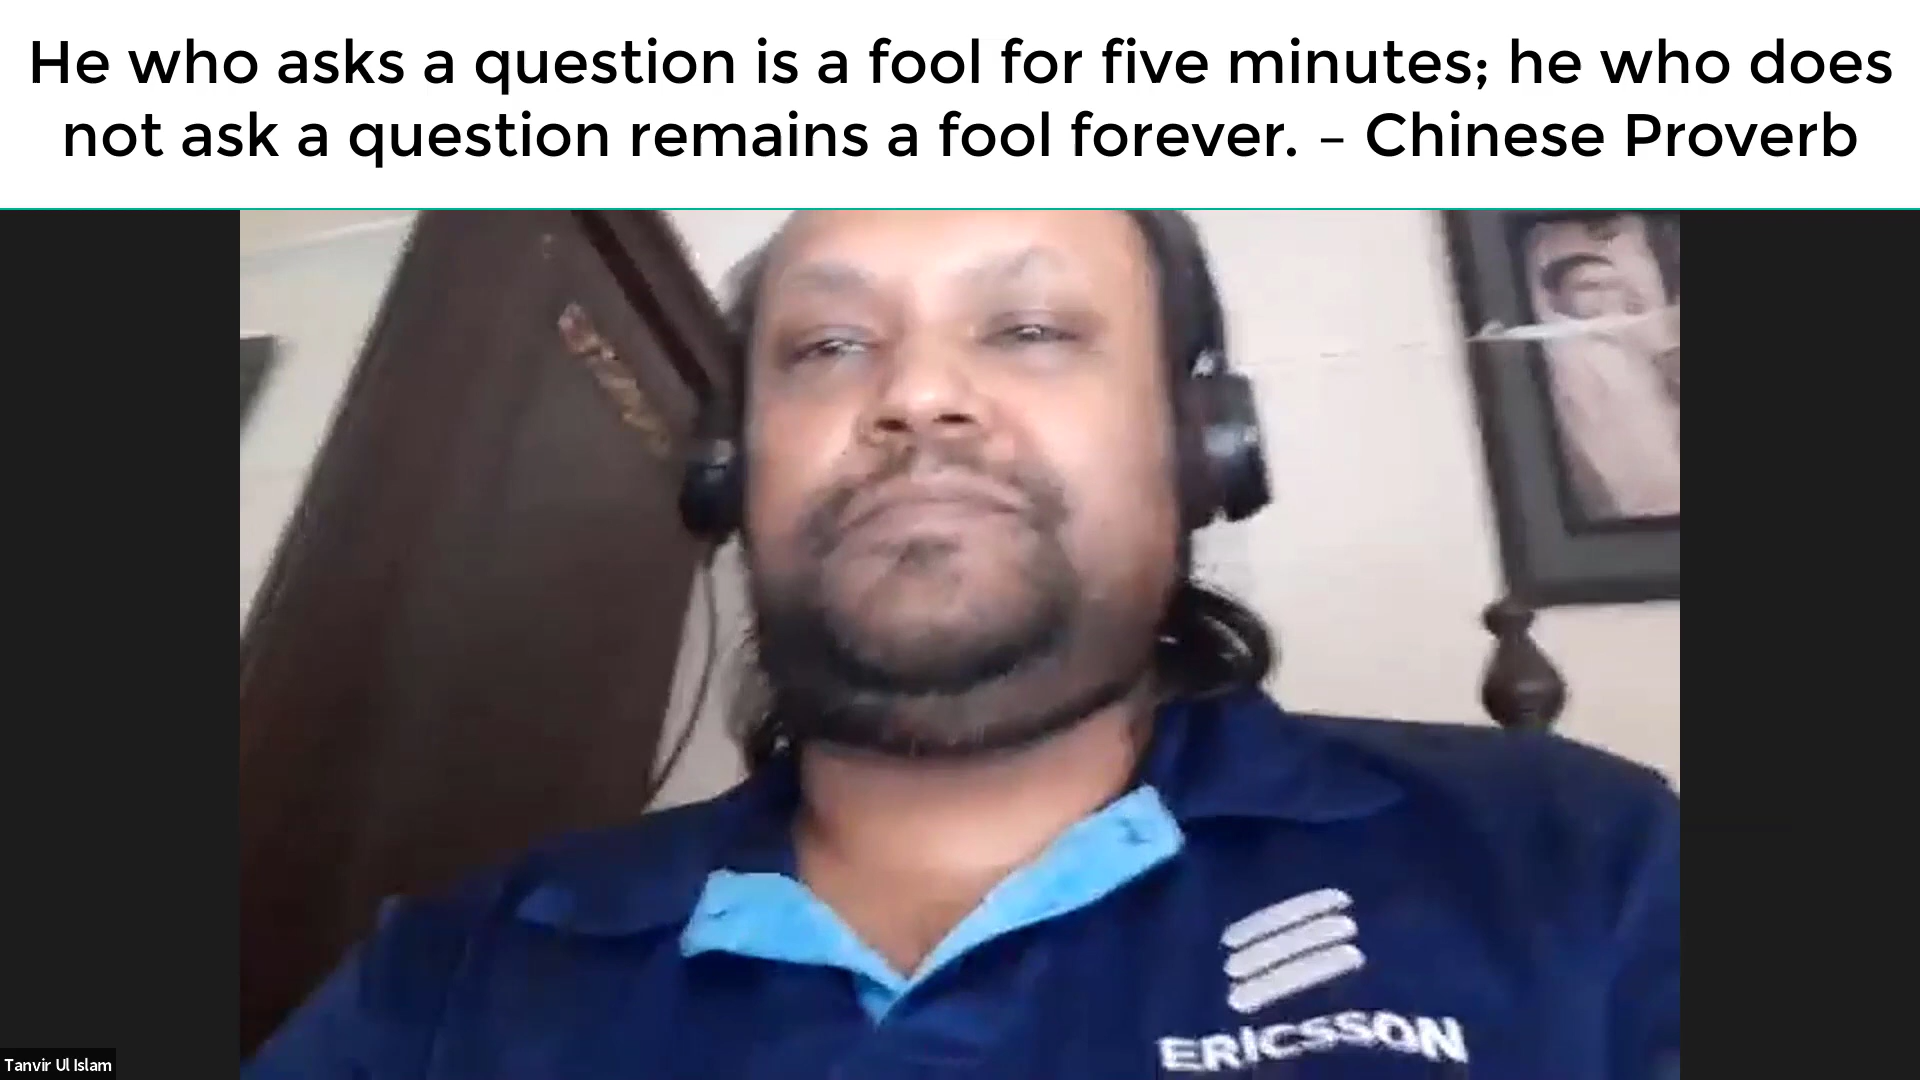 He who asks a question is a fool for five minutes; he who does
not ask a question remains a fool forever. – Chinese Proverb
ERICSSON
Tanvir Ul Islam